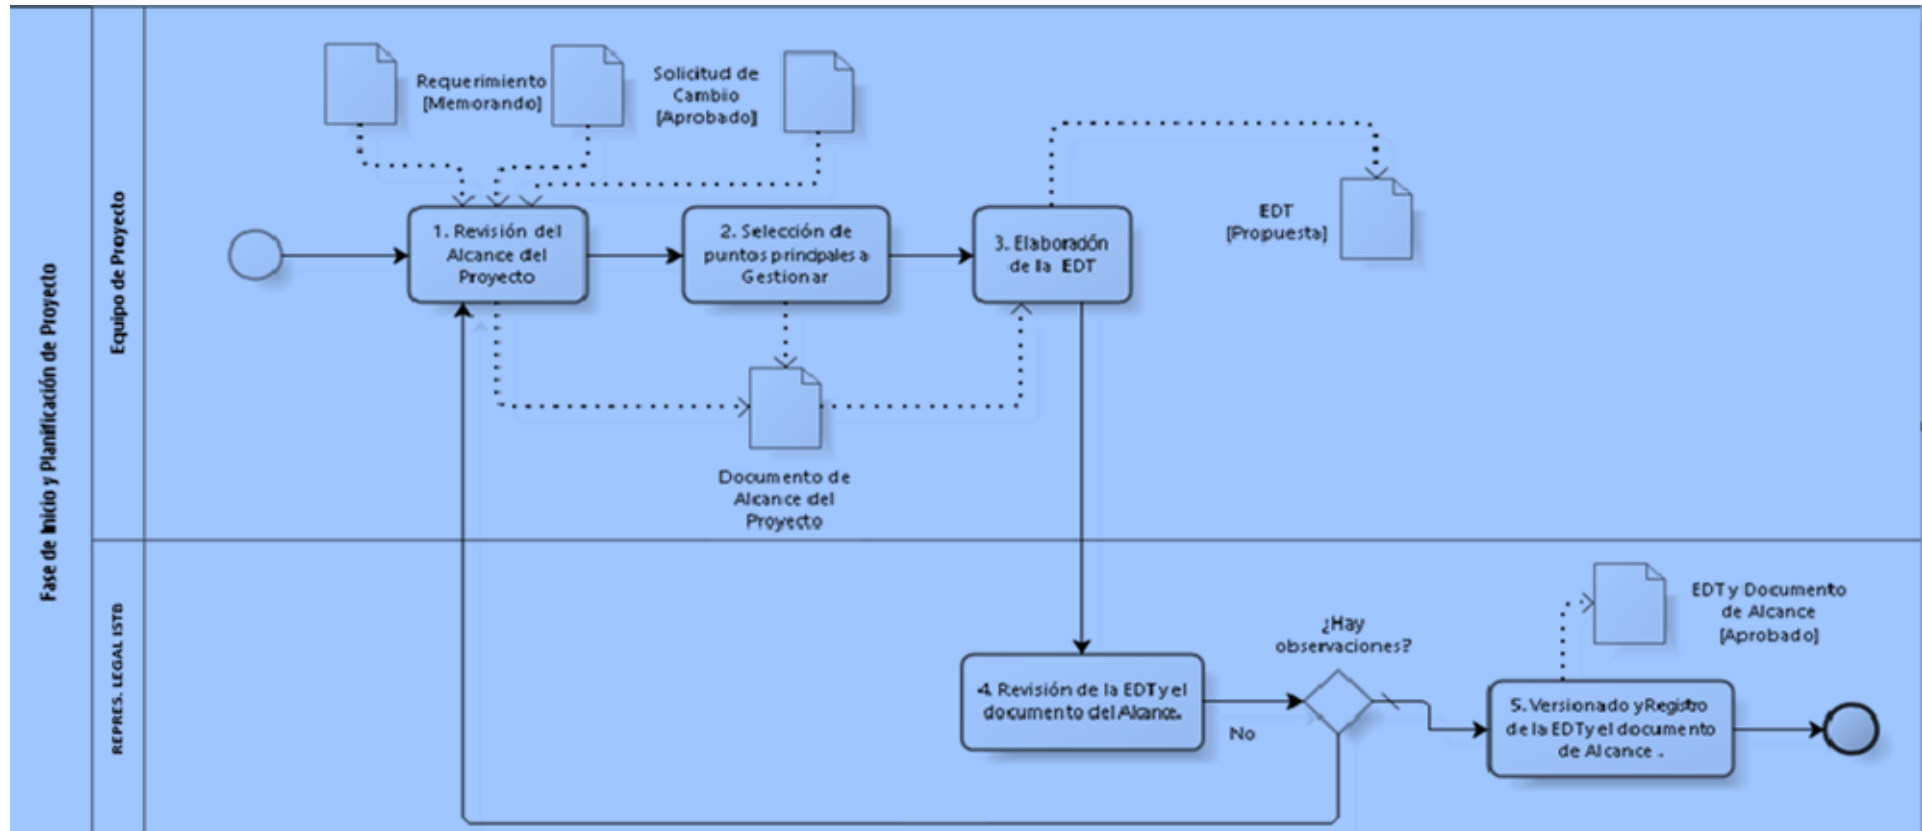 Fase de Inicio y Planificación de Proyecto
Equipo de Proyecto
Requerimiento
[Memorando]
Solicitud de
Cambio
[Aprobado]
1. Revisión del
Alcance del
Proyecto
2. Selección de
puntos principales a
Gestionar
3. Elaboración
de la EDT
EDT
[Propuesta]
Documento de
Alcance del
Proyecto
REPRES. LEGAL ISTB
4. Revisión de la EDT y el
documento del Alcance.
¿Hay
observaciones?
No
5. Versionado y Registro
de la EDT y el documento
de Alcance .
EDT y Documento
de Alcance
[Aprobado]